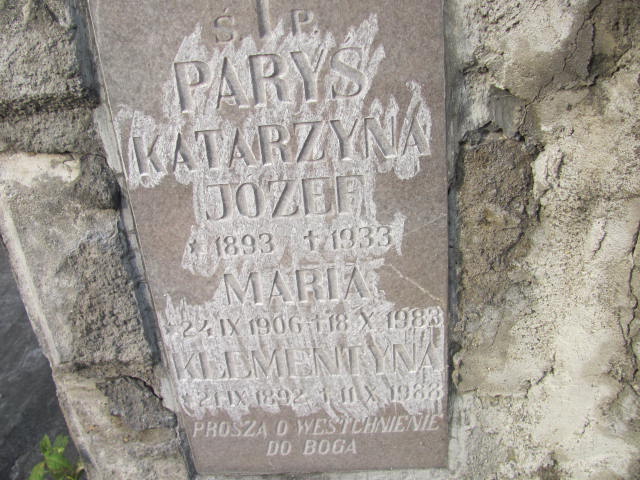 Ś. P.
PARYS
KATARZYNA
JÓZEF
* 1893 † 1933
MARIA
* 24 IX 1906 † 18 X 1983
KLEMENTYNA
* 21 IX 1892 † 11 X 1988
PROSZĄ O WESTCHNIENIE
DO BOGA